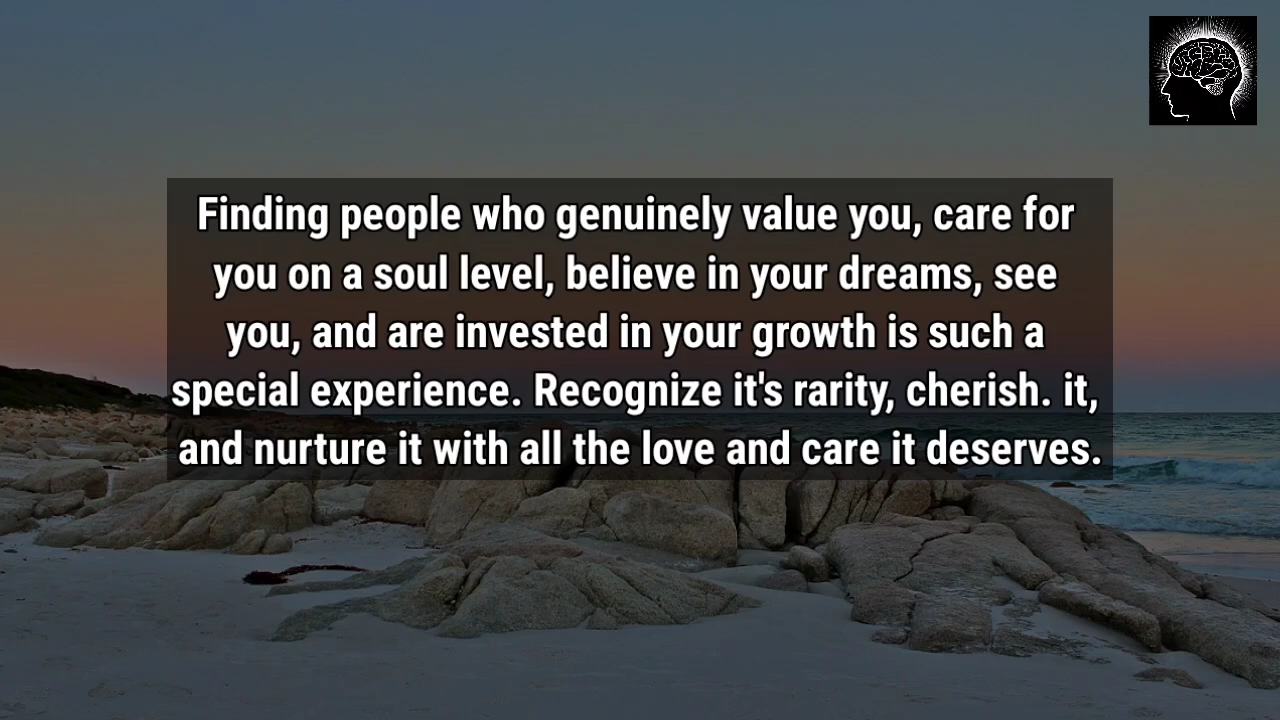 Finding people who genuinely value you, care for
you on a soul level, believe in your dreams, see
you, and are invested in your growth is such a
special experience. Recognize it's rarity, cherish. it,
and nurture it with all the love and care it deserves.